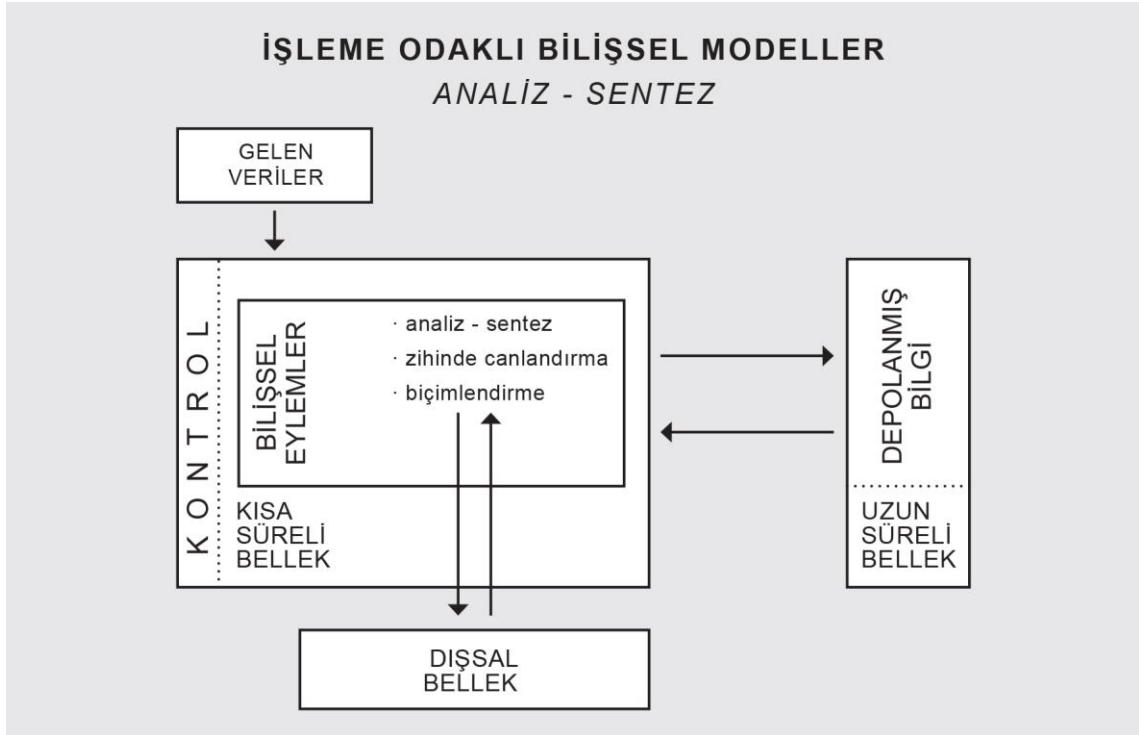 İŞLEME ODAKLI BİLİŞSEL MODELLER
ANALİZ - SENTEZ
GELEN
VERİLER
KONTROL
BİLİŞSEL
EYLEMLER
· analiz - sentez
· zihinde canlandırma
· biçimlendirme
KISA
SÜRELİ
BELLEK
DEPOLANMIŞ
BİLGİ
UZUN
SÜRELİ
BELLEK
DIŞSAL
BELLEK